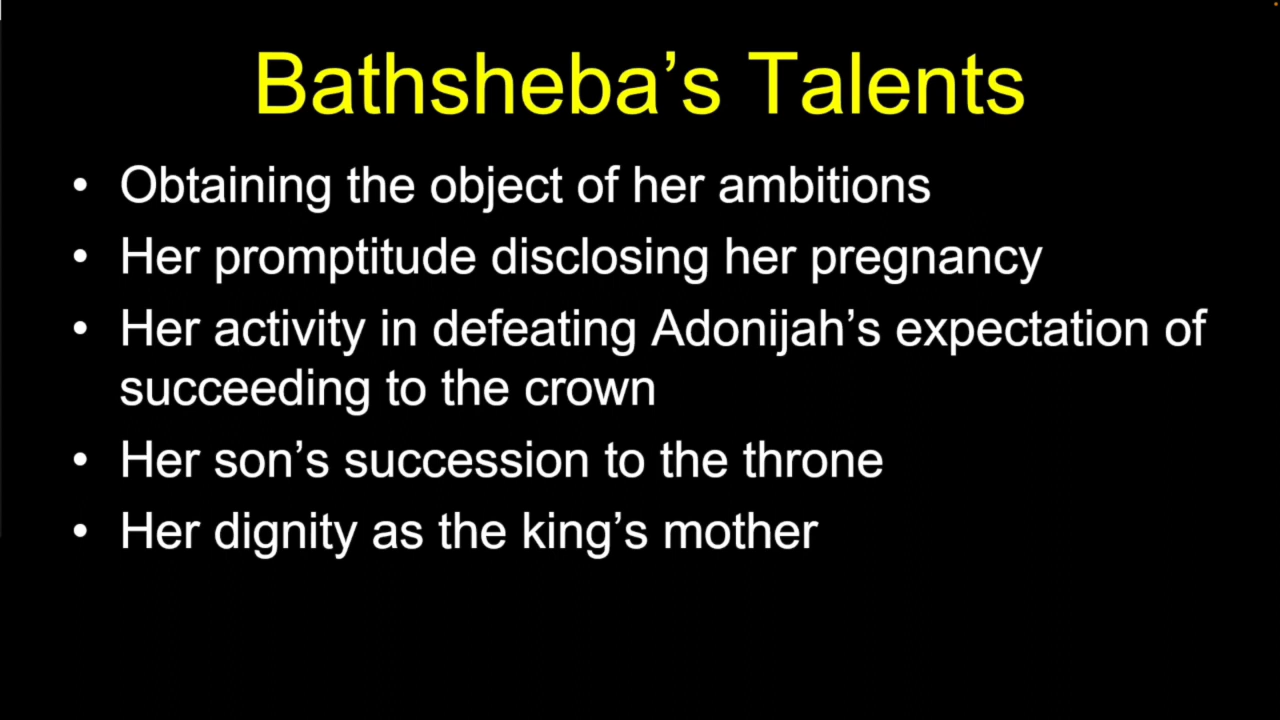 Bathsheba’s Talents
• Obtaining the object of her ambitions
• Her promptitude disclosing her pregnancy
• Her activity in defeating Adonijah’s expectation of
succeeding to the crown
• Her son’s succession to the throne
• Her dignity as the king’s mother